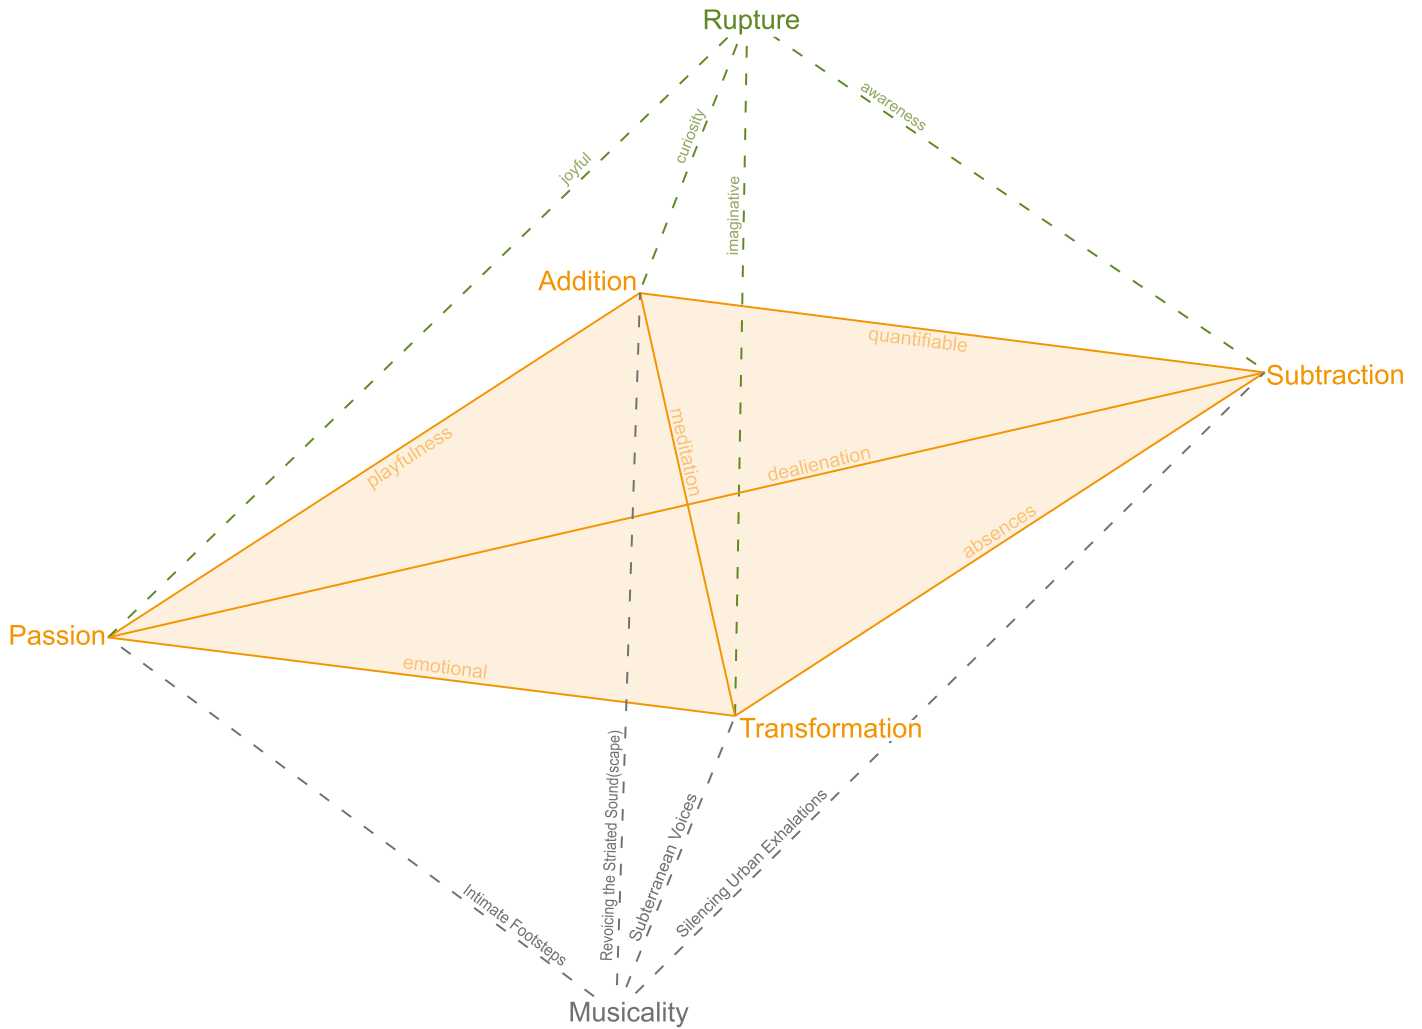 Rupture
awareness
curiosity
joyful
imaginative
Addition
quantifiable
Subtraction
playfulness
meditation
dealienation
absences
Passion
emotional
Transformation
Revoicing the Striated Sound(scape)
Subterranean Voices
Silencing Urban Exhalations
Intimate Footsteps
Musicality